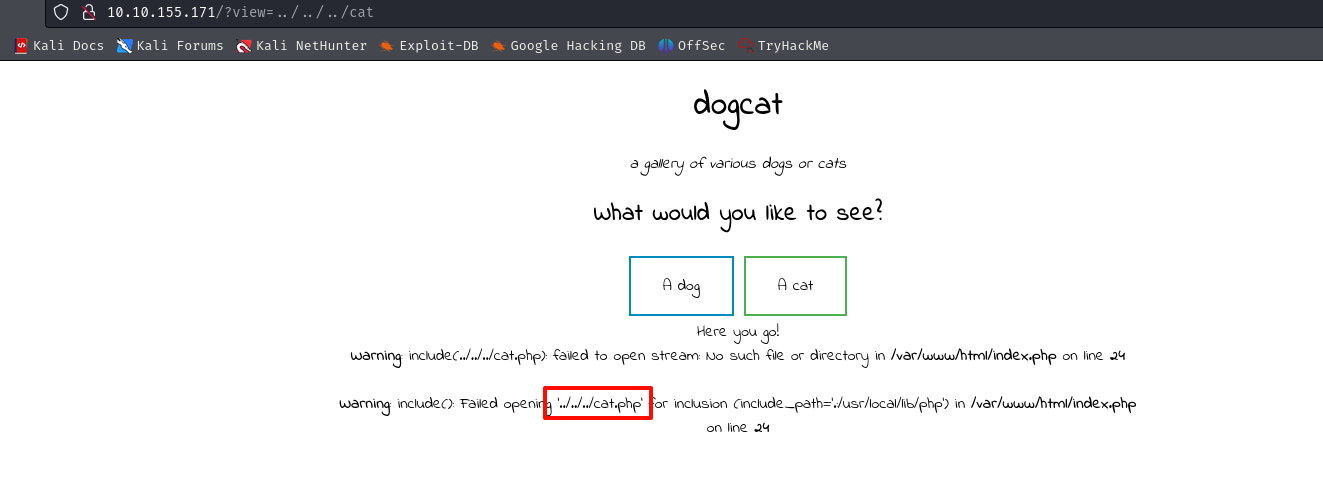 10.10.155.171/?view=../../../cat
Kali Docs Kali Forums Kali NetHunter Exploit-DB Google Hacking DB OffSec TryHackMe
dogcat
a gallery of various dogs or cats
What would you like to see?
A dog A cat
Here you go!
Warning: include(../../../cat.php): failed to open stream: No such file or directory in /var/www/html/index.php on line 24
Warning: include(): Failed opening '../../../cat.php' for inclusion (include_path='.:/usr/local/lib/php') in /var/www/html/index.php
on line 24